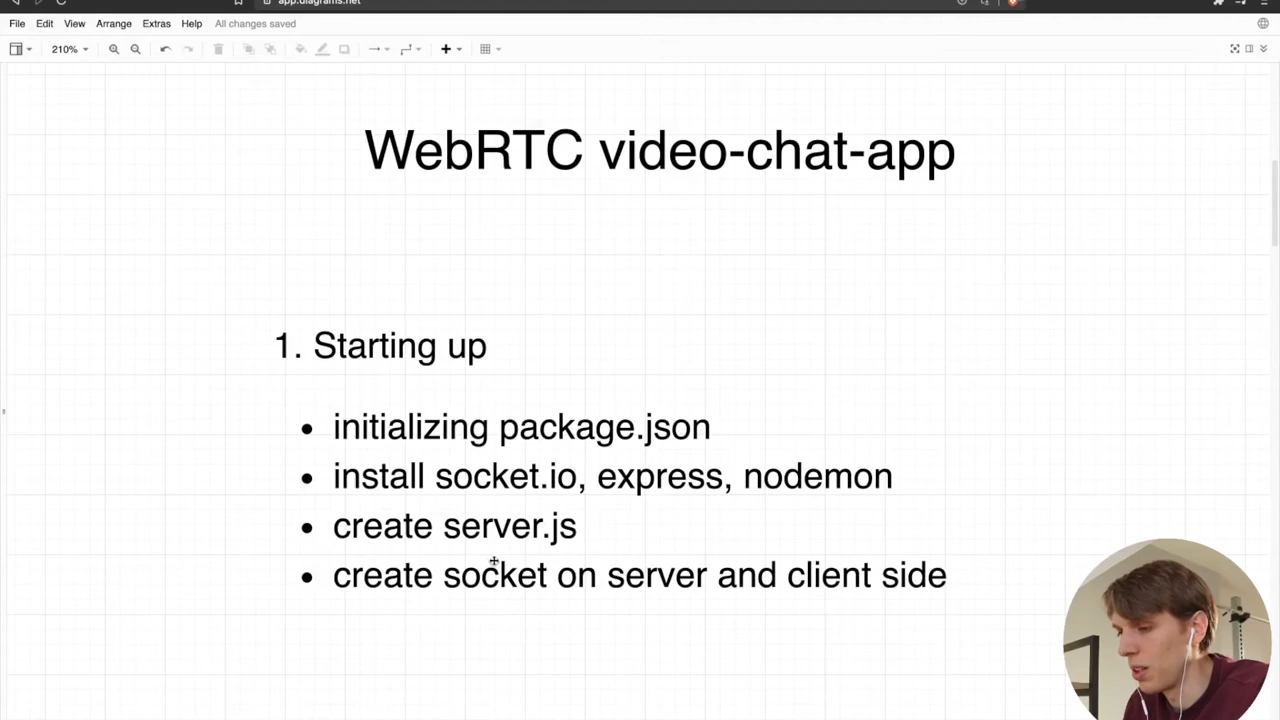 app.diagrams.net
File Edit View Arrange Extras Help All changes saved
210%
WebRTC video-chat-app
1. Starting up
• initializing package.json
• install socket.io, express, nodemon
• create server.js
• create socket on server and client side